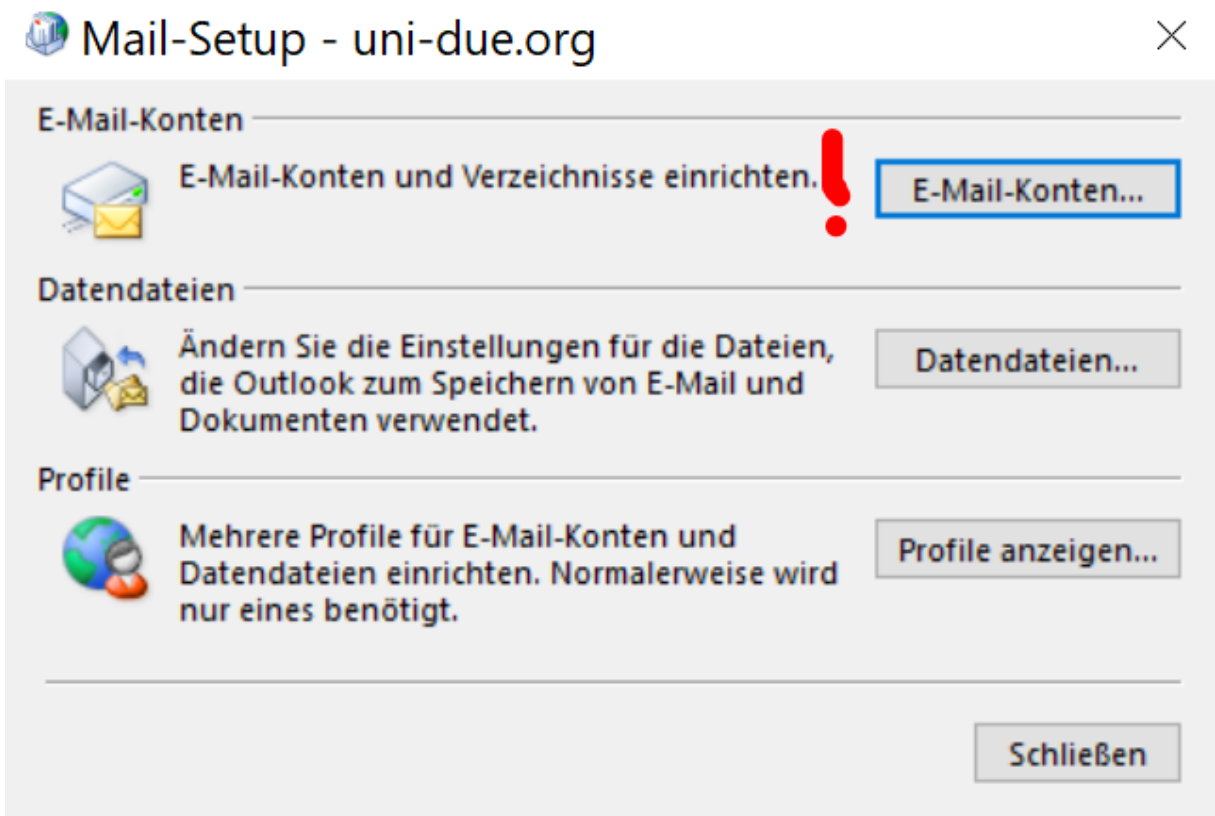 Mail-Setup - uni-due.org
E-Mail-Konten
E-Mail-Konten und Verzeichnisse einrichten.
!
E-Mail-Konten...
Datendateien
Ändern Sie die Einstellungen für die Dateien,
die Outlook zum Speichern von E-Mail und
Dokumenten verwendet.
Datendateien...
Profile
Mehrere Profile für E-Mail-Konten und
Datendateien einrichten. Normalerweise wird
nur eines benötigt.
Profile anzeigen...
Schließen